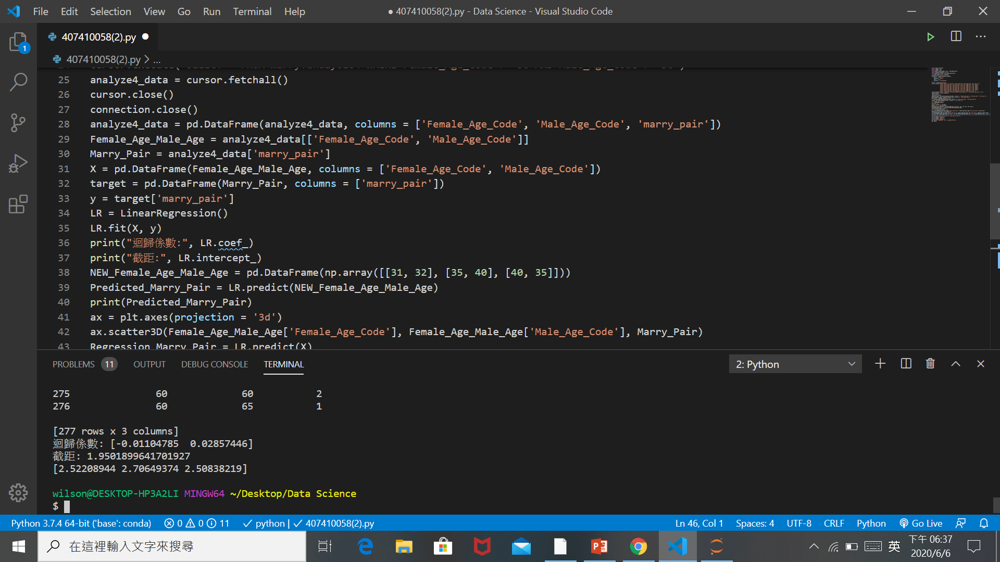 File Edit Selection View Go Run Terminal Help
● 407410058(2).py - Data Science - Visual Studio Code
1
407410058(2).py ●
407410058(2).py > ...
25 analyze4_data = cursor.fetchall()
26 cursor.close()
27 connection.close()
28 analyze4_data = pd.DataFrame(analyze4_data, columns = ['Female_Age_Code', 'Male_Age_Code', 'marry_pair'])
29 Female_Age_Male_Age = analyze4_data[['Female_Age_Code', 'Male_Age_Code']]
30 Marry_Pair = analyze4_data['marry_pair']
31 X = pd.DataFrame(Female_Age_Male_Age, columns = ['Female_Age_Code', 'Male_Age_Code'])
32 target = pd.DataFrame(Marry_Pair, columns = ['marry_pair'])
33 y = target['marry_pair']
34 LR = LinearRegression()
35 LR.fit(X, y)
36 print("迴歸係數:", LR.coef_)
37 print("截距:", LR.intercept_)
38 NEW_Female_Age_Male_Age = pd.DataFrame(np.array([[31, 32], [35, 40], [40, 35]]))
39 Predicted_Marry_Pair = LR.predict(NEW_Female_Age_Male_Age)
40 print(Predicted_Marry_Pair)
41 ax = plt.axes(projection = '3d')
42 ax.scatter3D(Female_Age_Male_Age['Female_Age_Code'], Female_Age_Male_Age['Male_Age_Code'], Marry_Pair)
43 Regression_Marry_Pair = LR.predict(X)
PROBLEMS 11 OUTPUT DEBUG CONSOLE TERMINAL 2: Python
275 60 60 2
276 60 65 1
[277 rows x 3 columns]
迴歸係數: [-0.01104785 0.02857446]
截距: 1.9501899641701927
[2.52208944 2.70649374 2.50838219]
wilson@DESKTOP-HP3A2LI MINGW64 ~/Desktop/Data Science
$
Python 3.7.4 64-bit ('base': conda) 0 0 11 python | 407410058(2).py Ln 46, Col 1 Spaces: 4 UTF-8 CRLF Python Go Live
在這裡輸入文字來搜尋
英
下午 06:37
2020/6/6